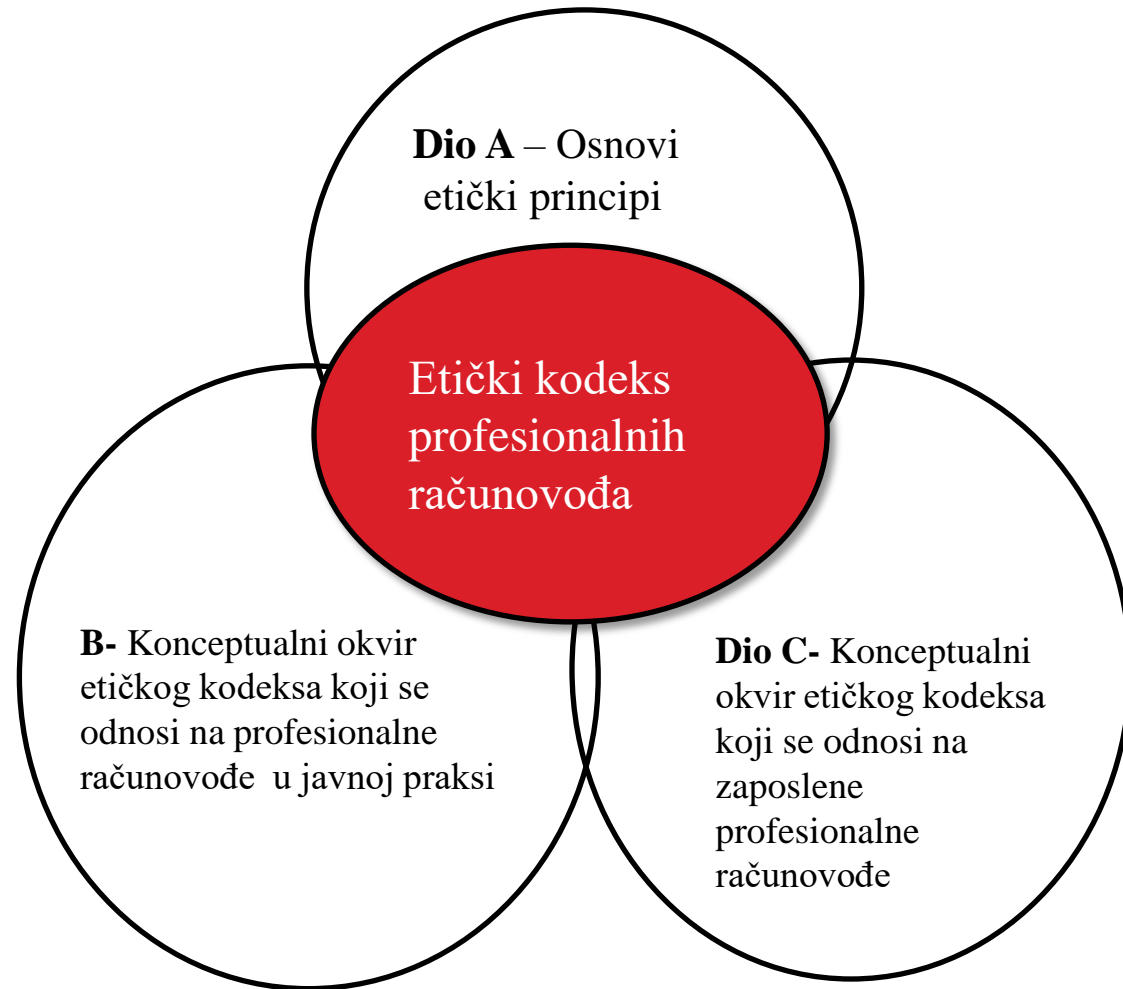 Dio A – Osnovi
etički principi
Etički kodeks
profesionalnih
računovođa
B- Konceptualni okvir
etičkog kodeksa koji se
odnosi na profesionalne
računovođe u javnoj praksi
Dio C- Konceptualni
okvir etičkog kodeksa
koji se odnosi na
zaposlene
profesionalne
računovođe